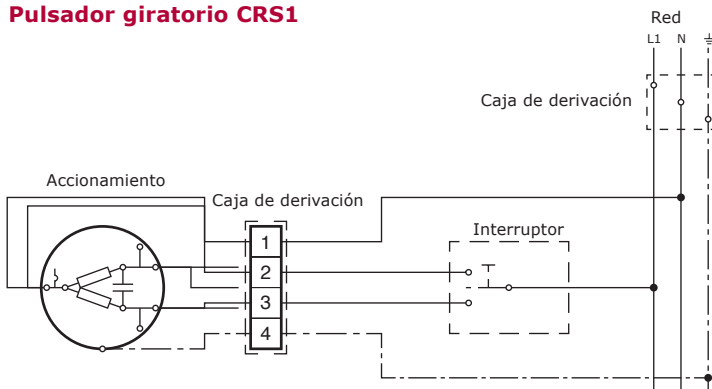 Pulsador giratorio CRS1
Red
L1 N
Caja de derivación
Accionamiento
Caja de derivación
Interruptor
1
2
3
4